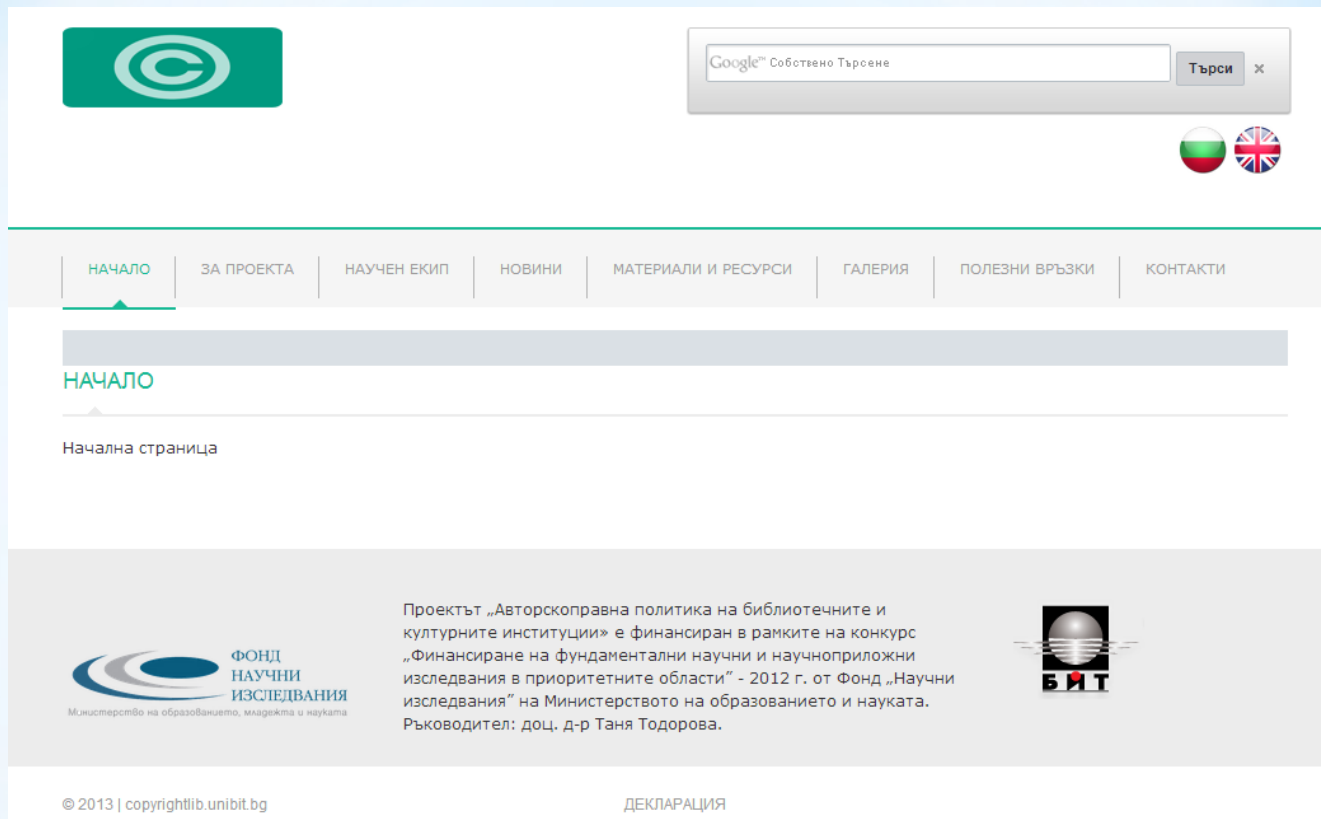 ©
Google™ Собствено Търсене
Търси ×
НАЧАЛО ЗА ПРОЕКТА НАУЧЕН ЕКИП НОВИНИ МАТЕРИАЛИ И РЕСУРСИ ГАЛЕРИЯ ПОЛЕЗНИ ВРЪЗКИ КОНТАКТИ
НАЧАЛО
Начална страница
ФОНД
НАУЧНИ
ИЗСЛЕДВАНИЯ
Министерство на образованието, младежта и науката
Проектът „Авторскоправна политика на библиотечните и
културните институции» е финансиран в рамките на конкурс
„Финансиране на фундаментални научни и научноприложни
изследвания в приоритетните области” - 2012 г. от Фонд „Научни
изследвания” на Министерството на образованието и науката.
Ръководител: доц. д-р Таня Тодорова.
БИТ
© 2013 | copyrightlib.unibit.bg
ДЕКЛАРАЦИЯ